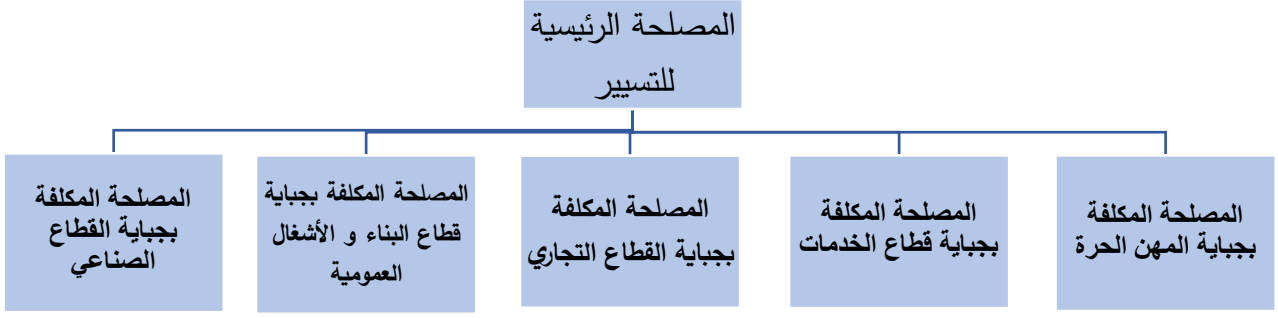 المصلحة الرئيسية
للتسيير
المصلحة المكلفة
بجباية المهن الحرة
المصلحة المكلفة
بجباية قطاع الخدمات
المصلحة المكلفة
بجباية القطاع التجاري
المصلحة المكلفة بجباية
قطاع البناء و الأشغال
العمومية
المصلحة المكلفة
بجباية القطاع
الصناعي